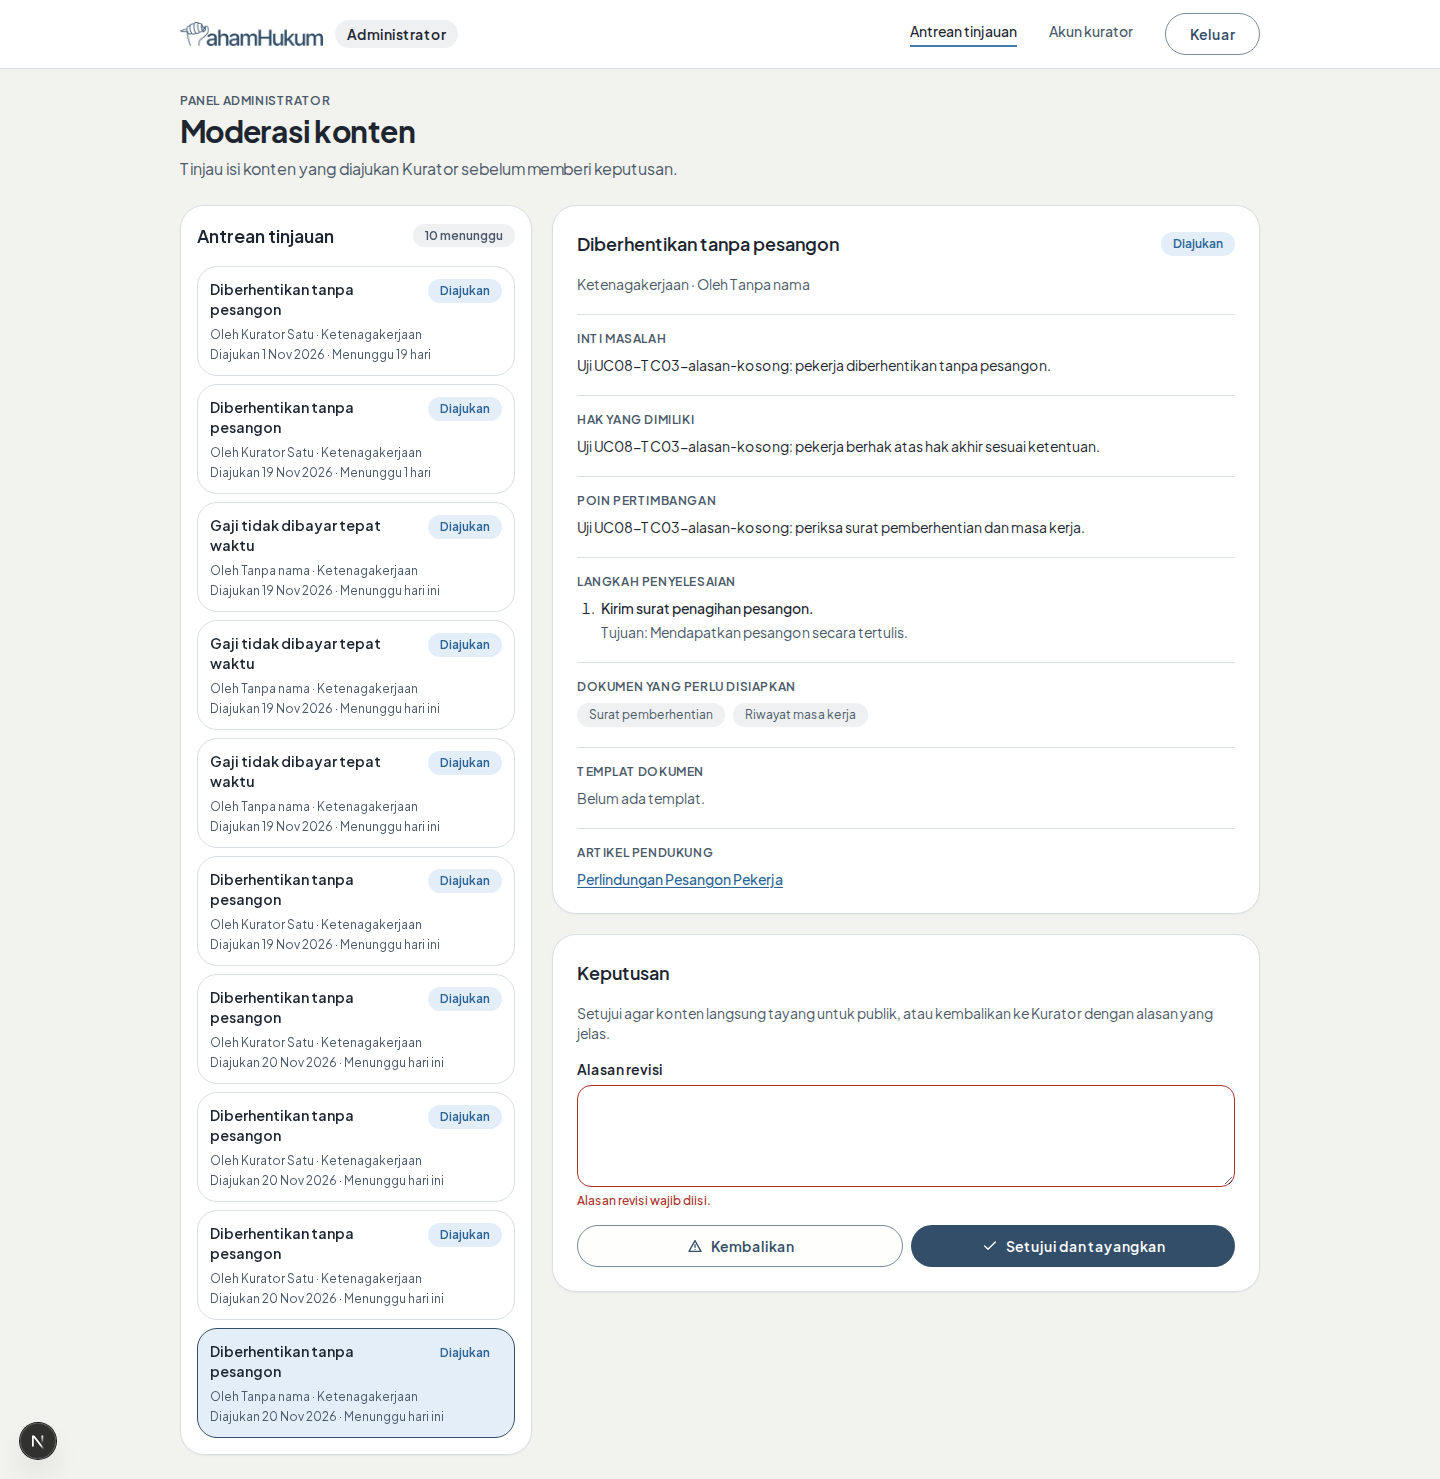 ahamHukum
Administrator
Antrean tinjauan
Akun kurator
Keluar
PANEL ADMINISTRATOR
Moderasi konten
Tinjau isi konten yang diajukan Kurator sebelum memberi keputusan.
Antrean tinjauan
10 menunggu
Diberhentikan tanpa
pesangon
Diajukan
Oleh Kurator Satu · Ketenagakerjaan
Diajukan 1 Nov 2026 · Menunggu 19 hari
Diberhentikan tanpa
pesangon
Diajukan
Oleh Kurator Satu · Ketenagakerjaan
Diajukan 19 Nov 2026 · Menunggu 1 hari
Gaji tidak dibayar tepat
waktu
Diajukan
Oleh Tanpa nama · Ketenagakerjaan
Diajukan 19 Nov 2026 · Menunggu hari ini
Gaji tidak dibayar tepat
waktu
Diajukan
Oleh Tanpa nama · Ketenagakerjaan
Diajukan 19 Nov 2026 · Menunggu hari ini
Gaji tidak dibayar tepat
waktu
Diajukan
Oleh Tanpa nama · Ketenagakerjaan
Diajukan 19 Nov 2026 · Menunggu hari ini
Diberhentikan tanpa
pesangon
Diajukan
Oleh Kurator Satu · Ketenagakerjaan
Diajukan 19 Nov 2026 · Menunggu hari ini
Diberhentikan tanpa
pesangon
Diajukan
Oleh Kurator Satu · Ketenagakerjaan
Diajukan 20 Nov 2026 · Menunggu hari ini
Diberhentikan tanpa
pesangon
Diajukan
Oleh Kurator Satu · Ketenagakerjaan
Diajukan 20 Nov 2026 · Menunggu hari ini
Diberhentikan tanpa
pesangon
Diajukan
Oleh Kurator Satu · Ketenagakerjaan
Diajukan 20 Nov 2026 · Menunggu hari ini
Diberhentikan tanpa
pesangon
Diajukan
Oleh Tanpa nama · Ketenagakerjaan
Diajukan 20 Nov 2026 · Menunggu hari ini
Diberhentikan tanpa pesangon
Diajukan
Ketenagakerjaan · Oleh Tanpa nama
INTI MASALAH
Uji UC08–TC03–alasan-kosong: pekerja diberhentikan tanpa pesangon.
HAK YANG DIMILIKI
Uji UC08–TC03–alasan-kosong: pekerja berhak atas hak akhir sesuai ketentuan.
POIN PERTIMBANGAN
Uji UC08–TC03–alasan-kosong: periksa surat pemberhentian dan masa kerja.
LANGKAH PENYELESAIAN
1. Kirim surat penagihan pesangon.
Tujuan: Mendapatkan pesangon secara tertulis.
DOKUMEN YANG PERLU DISIAPKAN
Surat pemberhentian
Riwayat masa kerja
TEMPLAT DOKUMEN
Belum ada templat.
ARTIKEL PENDUKUNG
Perlindungan Pesangon Pekerja
Keputusan
Setujui agar konten langsung tayang untuk publik, atau kembalikan ke Kurator dengan alasan yang
jelas.
Alasan revisi
Alasan revisi wajib diisi.
Kembalikan
Setujui dan tayangkan
N